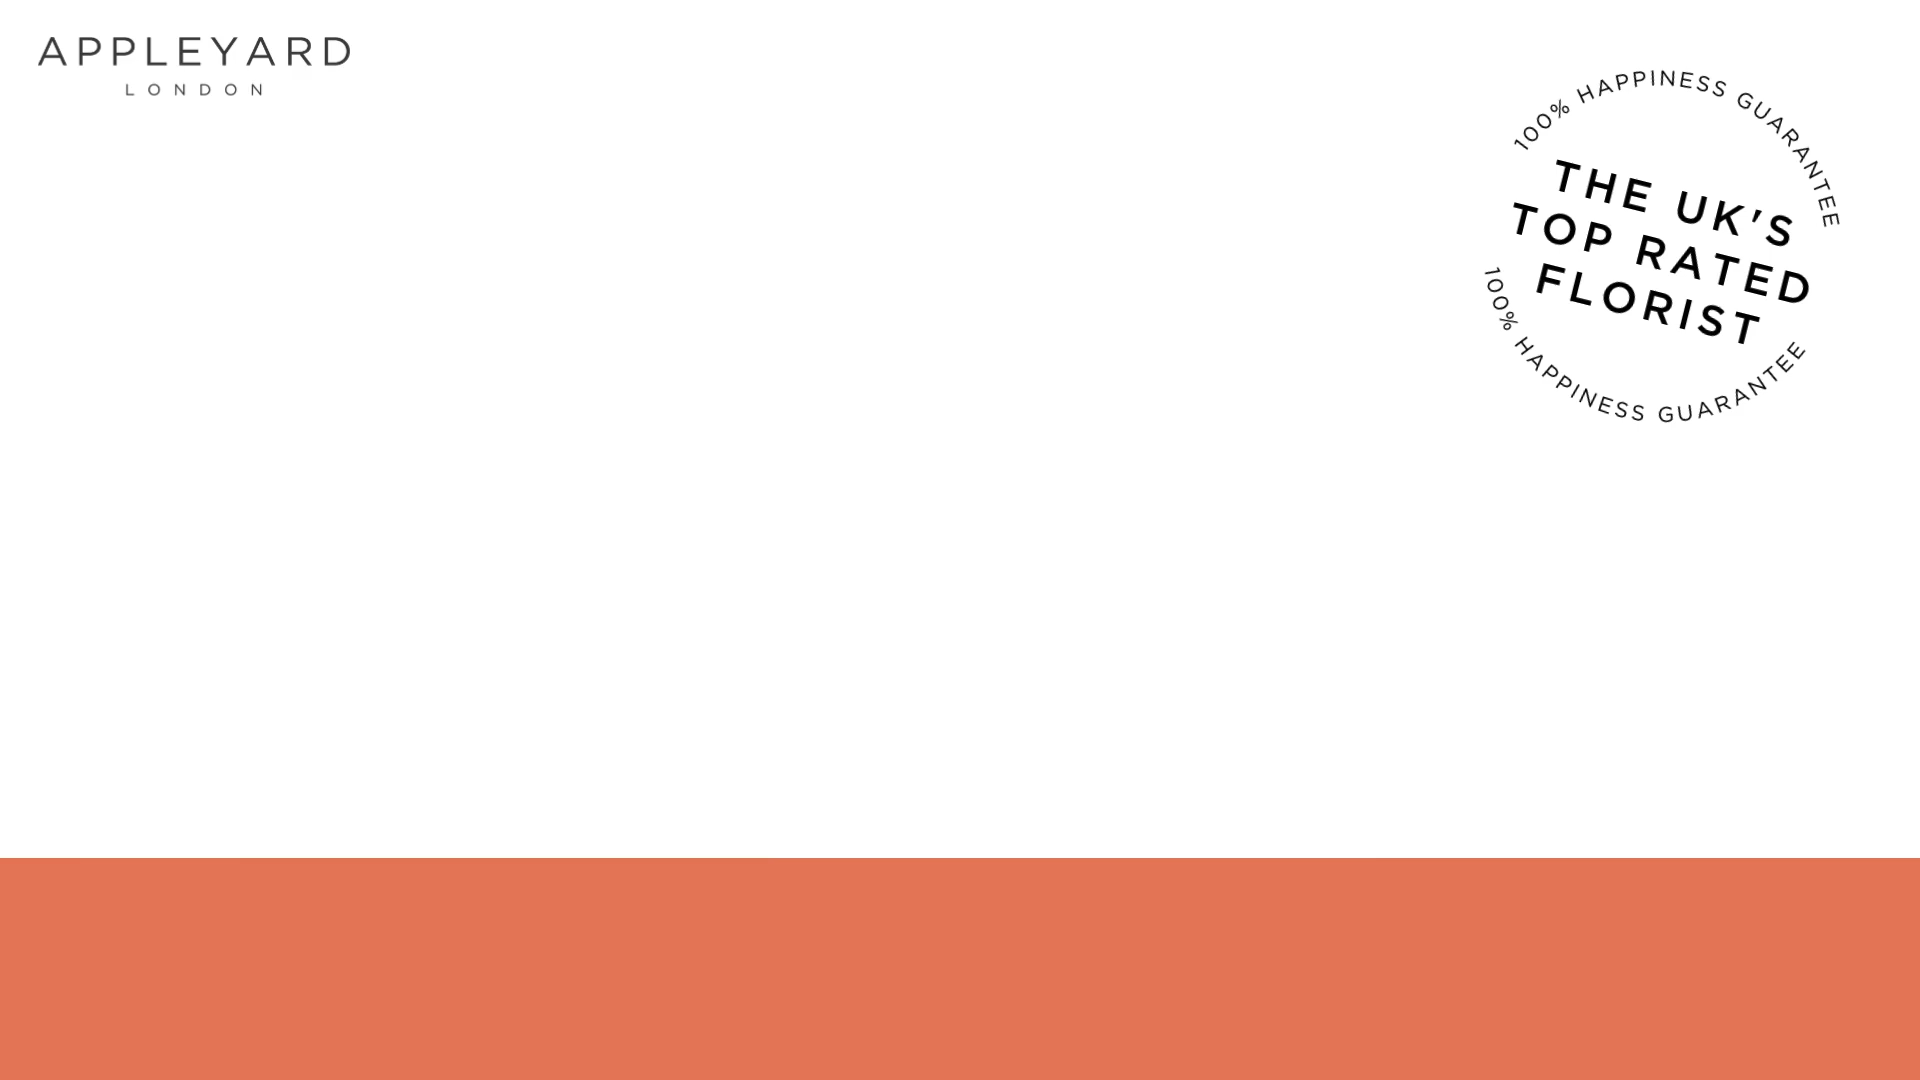 APPLEYARD
LONDON
100% HAPPINESS GUARANTEE
THE UK'S
TOP RATED
FLORIST
100% HAPPINESS GUARANTEE